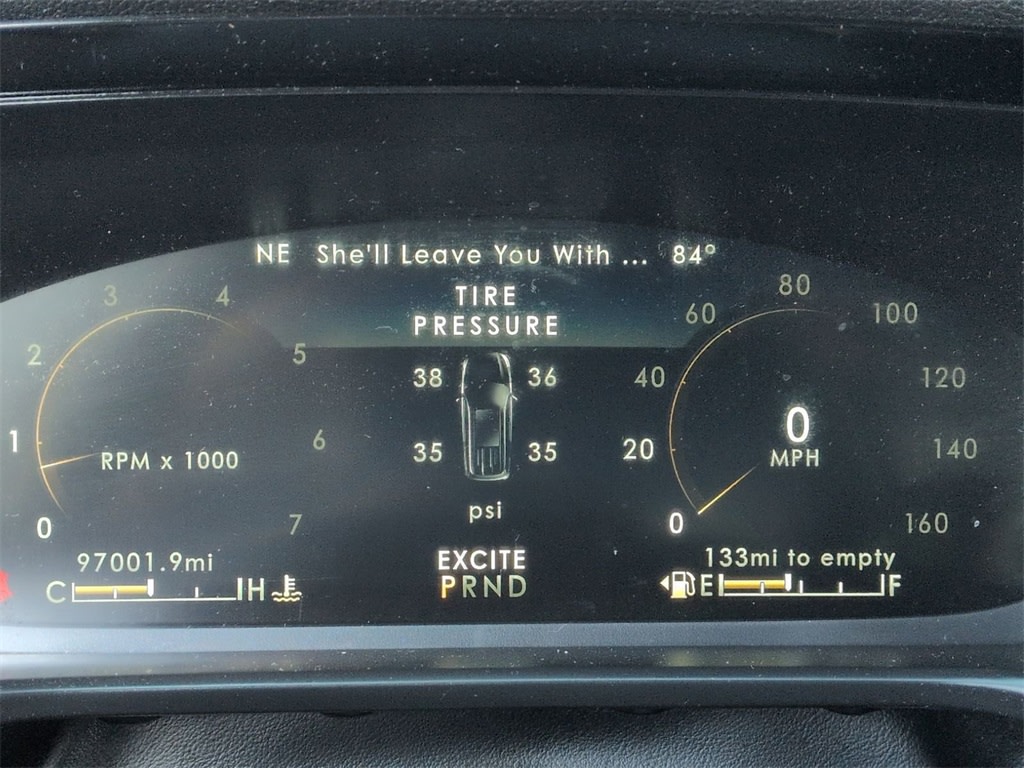 NE She'll Leave You With ... 84°
TIRE
PRESSURE
3 4
2 5
1 6
0 7
RPM x 1000
38 36
35 35
psi
80
60 100
40 120
20 140
0 160
0
MPH
97001.9mi
C H
EXCITE
PRND
133mi to empty
E F